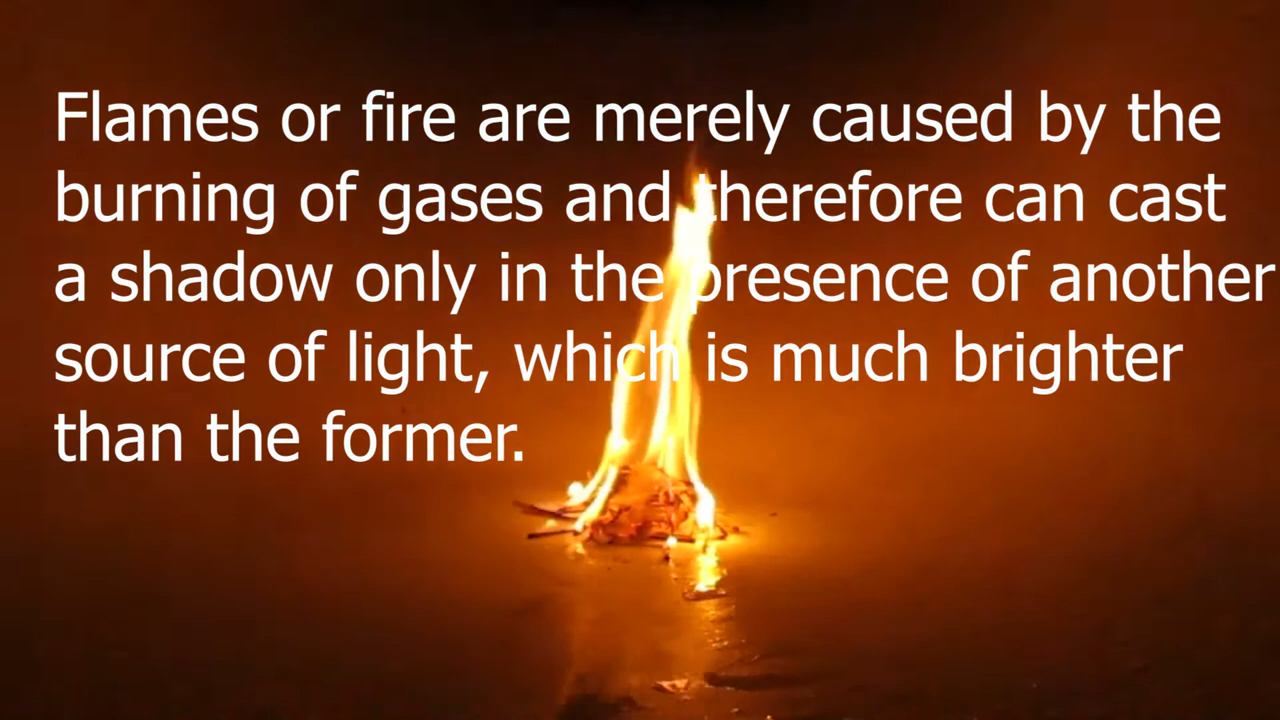 Flames or fire are merely caused by the
burning of gases and therefore can cast
a shadow only in the presence of another
source of light, which is much brighter
than the former.